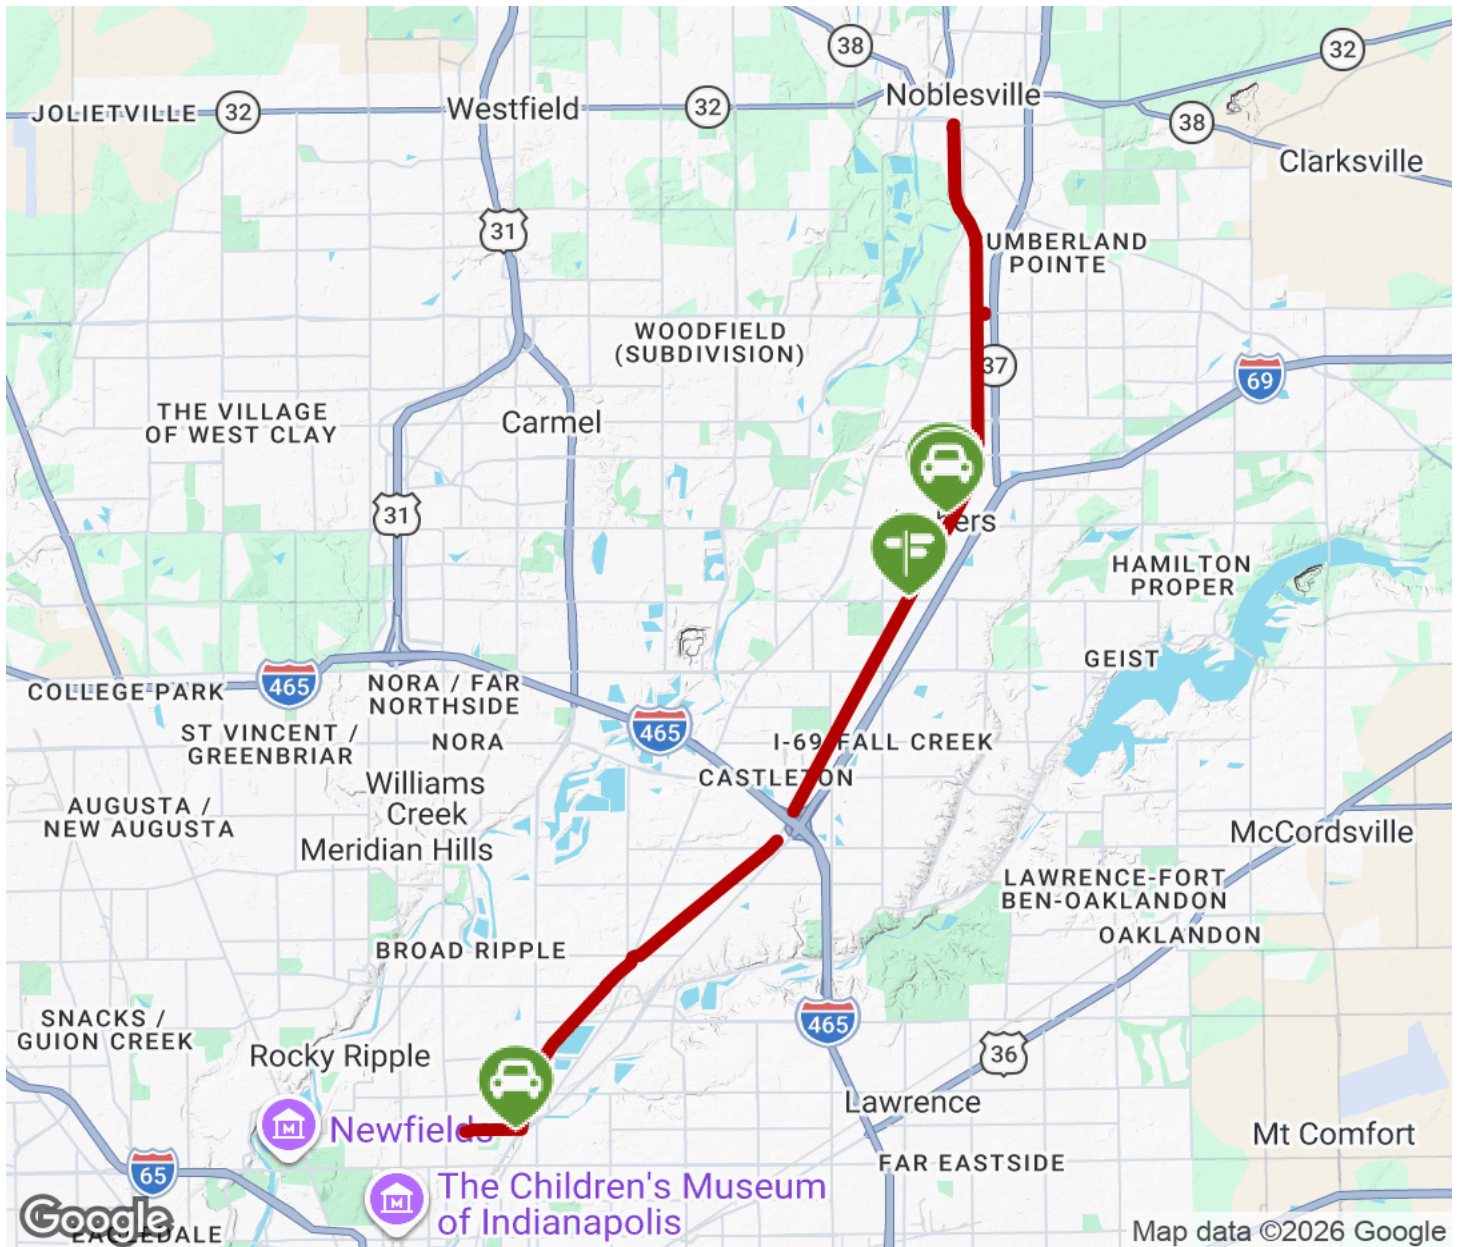 38
32
Noblesville
JOLIETVILLE
32
Westfield
32
38
Clarksville
31
UMBERLAND
POINTE
WOODFIELD
(SUBDIVISION)
37
69
THE VILLAGE
OF WEST CLAY
Carmel
31
hers
HAMILTON
PROPER
GEIST
465
COLLEGE PARK
NORA / FAR
NORTHSIDE
ST VINCENT /
GREENBRIAR
NORA
465
I-69 FALL CREEK
CASTLETON
Williams
Creek
AUGUSTA /
NEW AUGUSTA
Meridian Hills
McCordsville
LAWRENCE-FORT
BEN-OAKLANDON
OAKLANDON
BROAD RIPPLE
SNACKS /
GUION CREEK
465
36
Rocky Ripple
Lawrence
Newfields
Mt Comfort
65
FAR EASTSIDE
The Children's Museum
of Indianapolis
Google
EAGLEDALE
Map data ©2026 Google